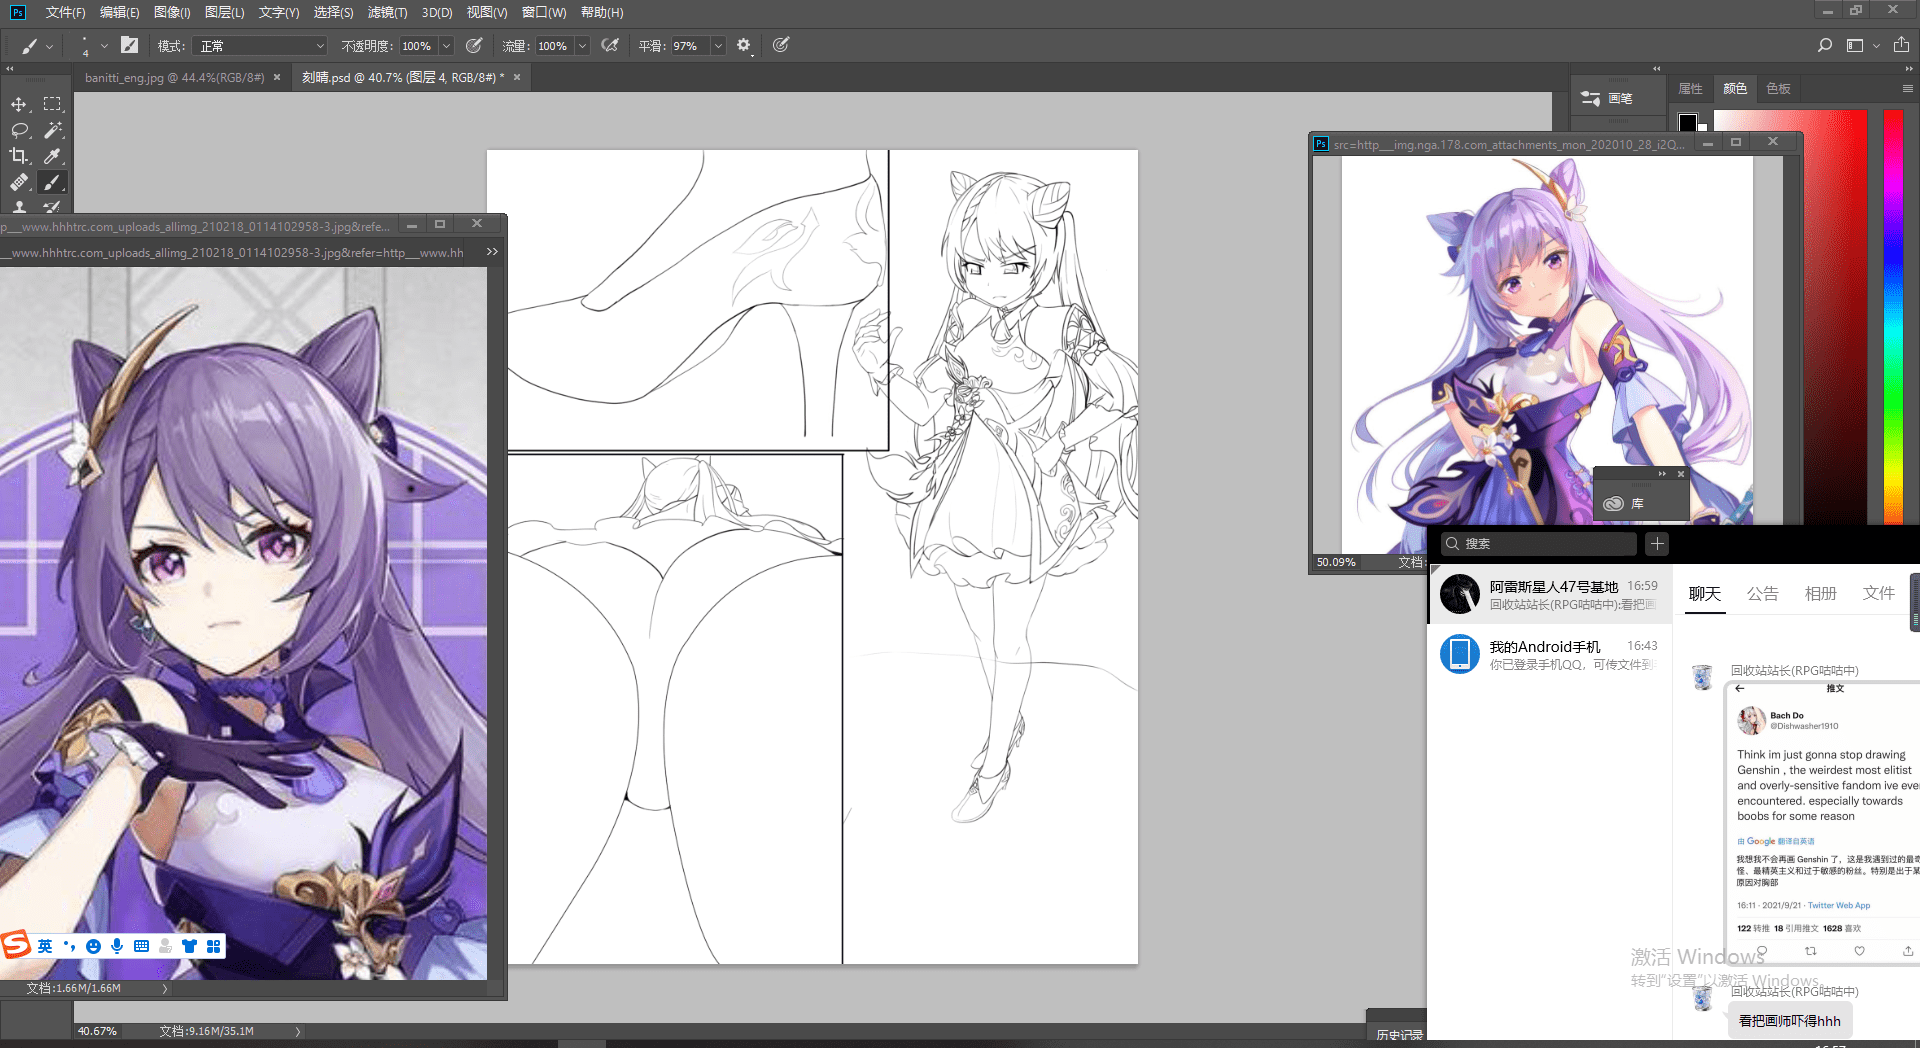 Ps 文件(F) 编辑(E) 图像(I) 图层(L) 文字(Y) 选择(S) 滤镜(T) 3D(D) 视图(V) 窗口(W) 帮助(H)
4 模式: 正常 不透明度: 100% 流量: 100% 平滑: 97%
banitti_eng.jpg @ 44.4%(RGB/8#) ×
刻晴.psd @ 40.7% (图层 4, RGB/8#) * ×
画笔
属性 颜色 色板
Ps src=http___img.nga.178.com_attachments_mon_202010_28_i2Q...
p___www.hhhtrc.com_uploads_allimg_210218_0114102958-3.jpg&refe...
__www.hhhtrc.com_uploads_allimg_210218_0114102958-3.jpg&refer=http___www.hh
库
50.09% 文档:
搜索
阿雷斯星人47号基地 16:59
回收站站长(RPG咕咕中):看把画
我的Android手机 16:43
你已登录手机QQ，可传文件到
聊天 公告 相册 文件
回收站站长(RPG咕咕中)
推文
Bach Do
@Dishwasher1910
Think im just gonna stop drawing
Genshin , the weirdest most elitist
and overly-sensitive fandom ive ever
encountered. especially towards
boobs for some reason
由 Google 翻译自英语
我想我不会再画 Genshin 了，这是我遇到过的最奇
怪、最精英主义和过于敏感的粉丝。特别是出于某
原因对胸部
16:11 · 2021/9/21 · Twitter Web App
122 转推 18 引用推文 1628 喜欢
激活 Windows
转到"设置"以激活 Windows。
回收站站长(RPG咕咕中)
看把画师吓得hhh
英
文档:1.66M/1.66M
40.67% 文档:9.16M/35.1M
历史记录